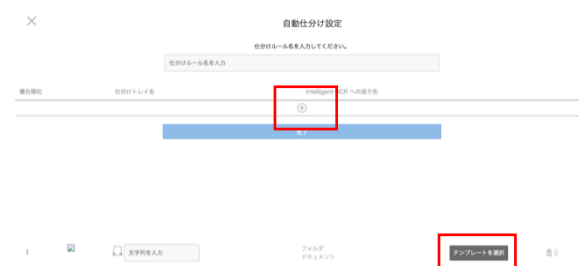 自動仕分け設定
仕分けルール名を入力してください。
仕分けルール名を入力
優先順位 仕分けトレイ名 Intelligent OCR への送り先
完了
1 文字列を入力 フォルダ テンプレートを選択
ドキュメント